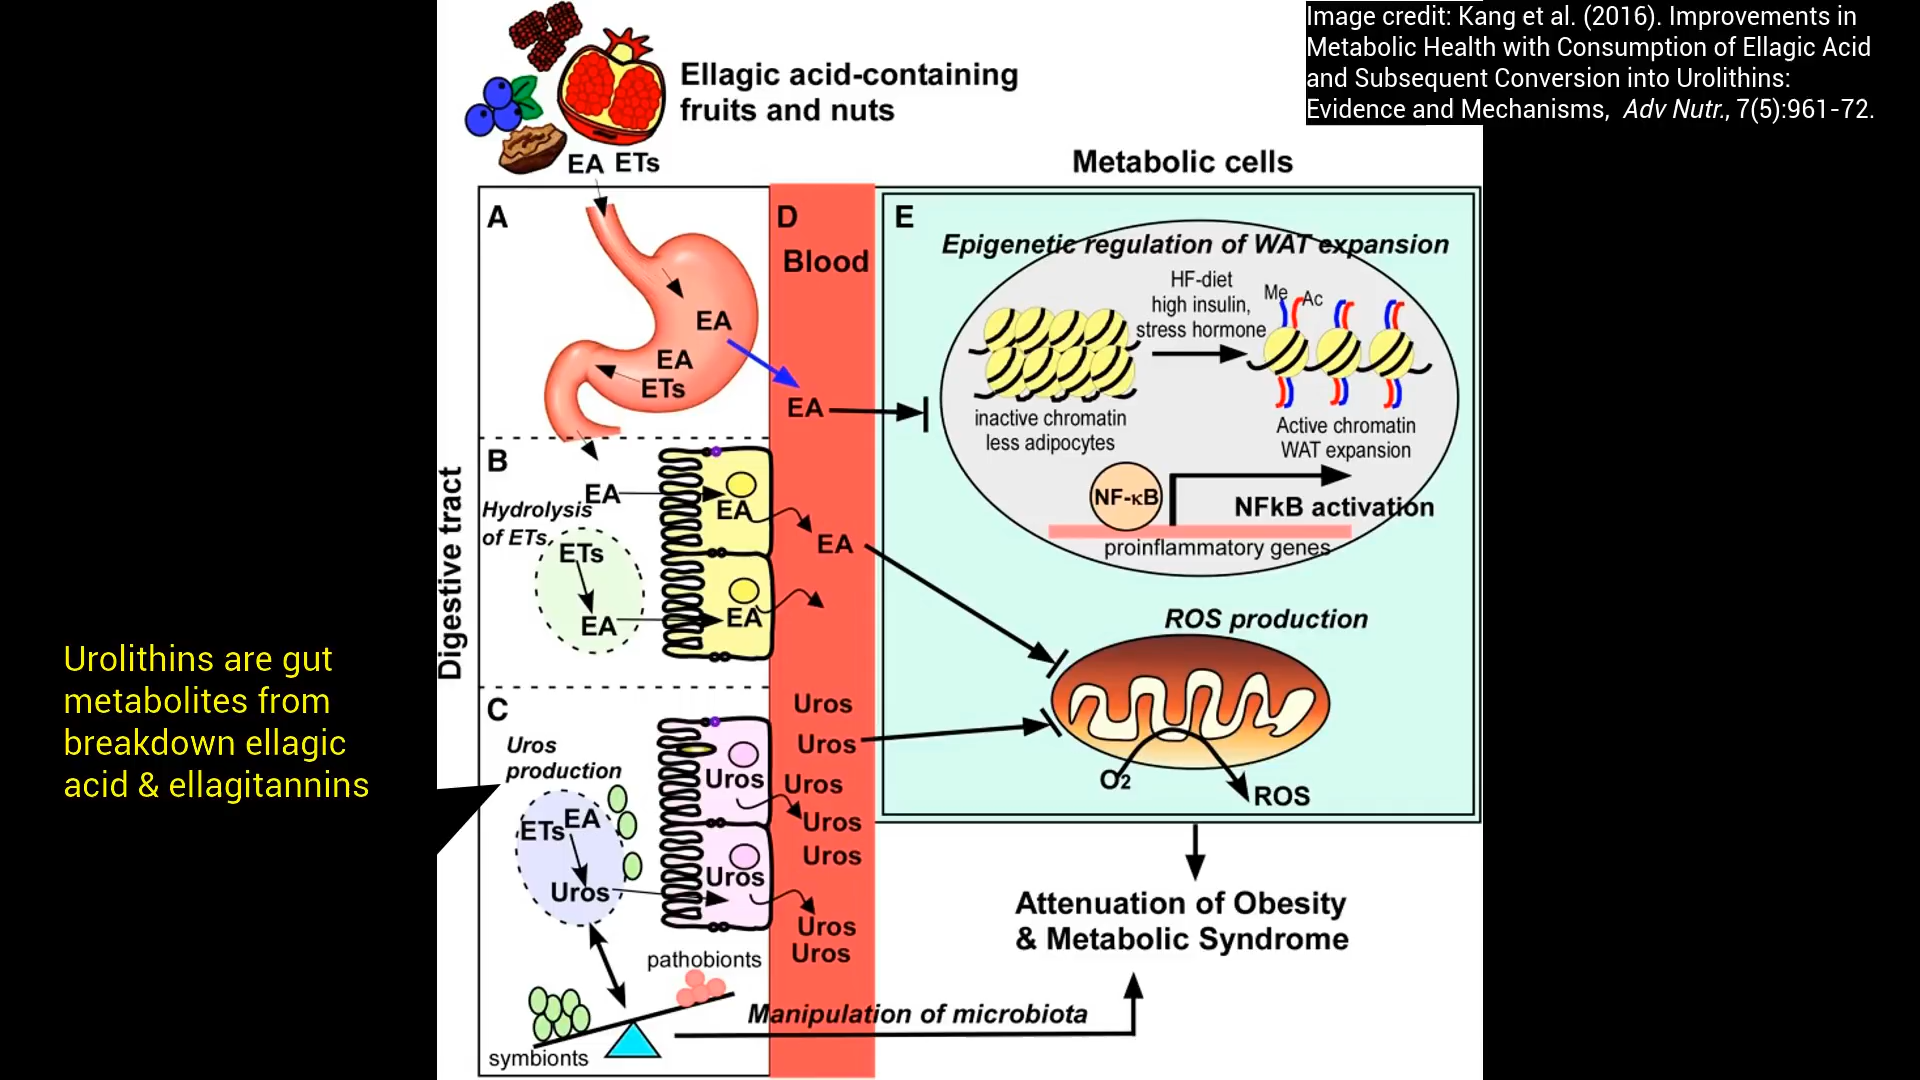 Image credit: Kang et al. (2016). Improvements in
Metabolic Health with Consumption of Ellagic Acid
and Subsequent Conversion into Urolithins:
Evidence and Mechanisms, Adv Nutr., 7(5):961-72.
Ellagic acid-containing
fruits and nuts
EA ETs
Metabolic cells
Digestive tract
A
EA
EA
ETs
B
EA
Hydrolysis
of ETs
ETs
EA
EA
EA
C
Uros
production
EA
ETs
Uros
Uros
Uros
pathobionts
symbionts
Manipulation of microbiota
D
Blood
EA
EA
Uros
Uros
Uros
Uros
Uros
Uros
Uros
E
Epigenetic regulation of WAT expansion
HF-diet
high insulin,
stress hormone
Me Ac
inactive chromatin
less adipocytes
Active chromatin
WAT expansion
NF-κB
NFkB activation
proinflammatory genes
ROS production
O2
ROS
Attenuation of Obesity
& Metabolic Syndrome
Urolithins are gut
metabolites from
breakdown ellagic
acid & ellagitannins